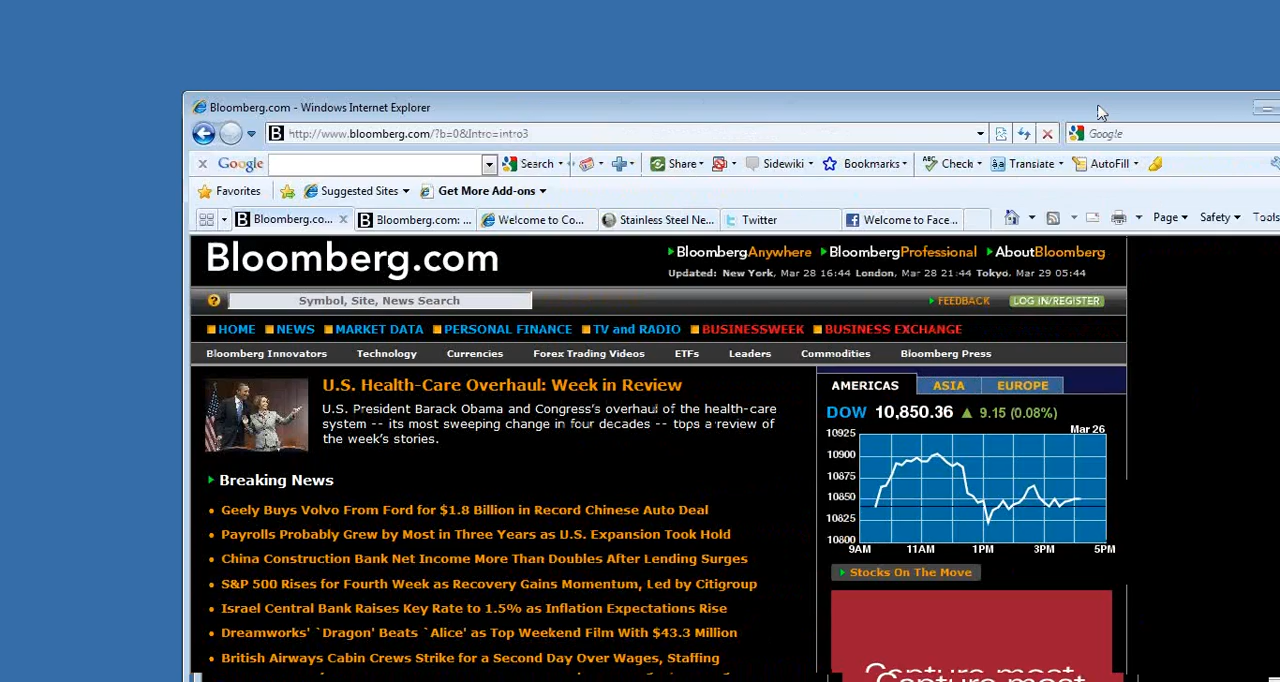 Bloomberg.com - Windows Internet Explorer
http://www.bloomberg.com/?b=0&Intro=intro3
Google
Google
Search
Share
Sidewiki
Bookmarks
Check
Translate
AutoFill
Favorites
Suggested Sites
Get More Add-ons
Bloomberg.co...
Bloomberg.com: ...
Welcome to Co...
Stainless Steel Ne...
Twitter
Welcome to Face...
Page
Safety
Tools
Bloomberg.com
BloombergAnywhere
BloombergProfessional
AboutBloomberg
Updated: New York, Mar 28 16:44 London, Mar 28 21:44 Tokyo, Mar 29 05:44
Symbol, Site, News Search
FEEDBACK
LOG IN/REGISTER
HOME
NEWS
MARKET DATA
PERSONAL FINANCE
TV and RADIO
BUSINESSWEEK
BUSINESS EXCHANGE
Bloomberg Innovators
Technology
Currencies
Forex Trading Videos
ETFs
Leaders
Commodities
Bloomberg Press
U.S. Health-Care Overhaul: Week in Review
U.S. President Barack Obama and Congress's overhaul of the health-care
system -- its most sweeping change in four decades -- tops a review of
the week's stories.
Breaking News
Geely Buys Volvo From Ford for $1.8 Billion in Record Chinese Auto Deal
Payrolls Probably Grew by Most in Three Years as U.S. Expansion Took Hold
China Construction Bank Net Income More Than Doubles After Lending Surges
S&P 500 Rises for Fourth Week as Recovery Gains Momentum, Led by Citigroup
Israel Central Bank Raises Key Rate to 1.5% as Inflation Expectations Rise
Dreamworks' `Dragon' Beats `Alice' as Top Weekend Film With $43.3 Million
British Airways Cabin Crews Strike for a Second Day Over Wages, Staffing
AMERICAS
ASIA
EUROPE
DOW 10,850.36 9.15 (0.08%)
Mar 26
10925
10900
10875
10850
10825
10800
9AM 11AM 1PM 3PM 5PM
Stocks On The Move
Capture most
Capture most